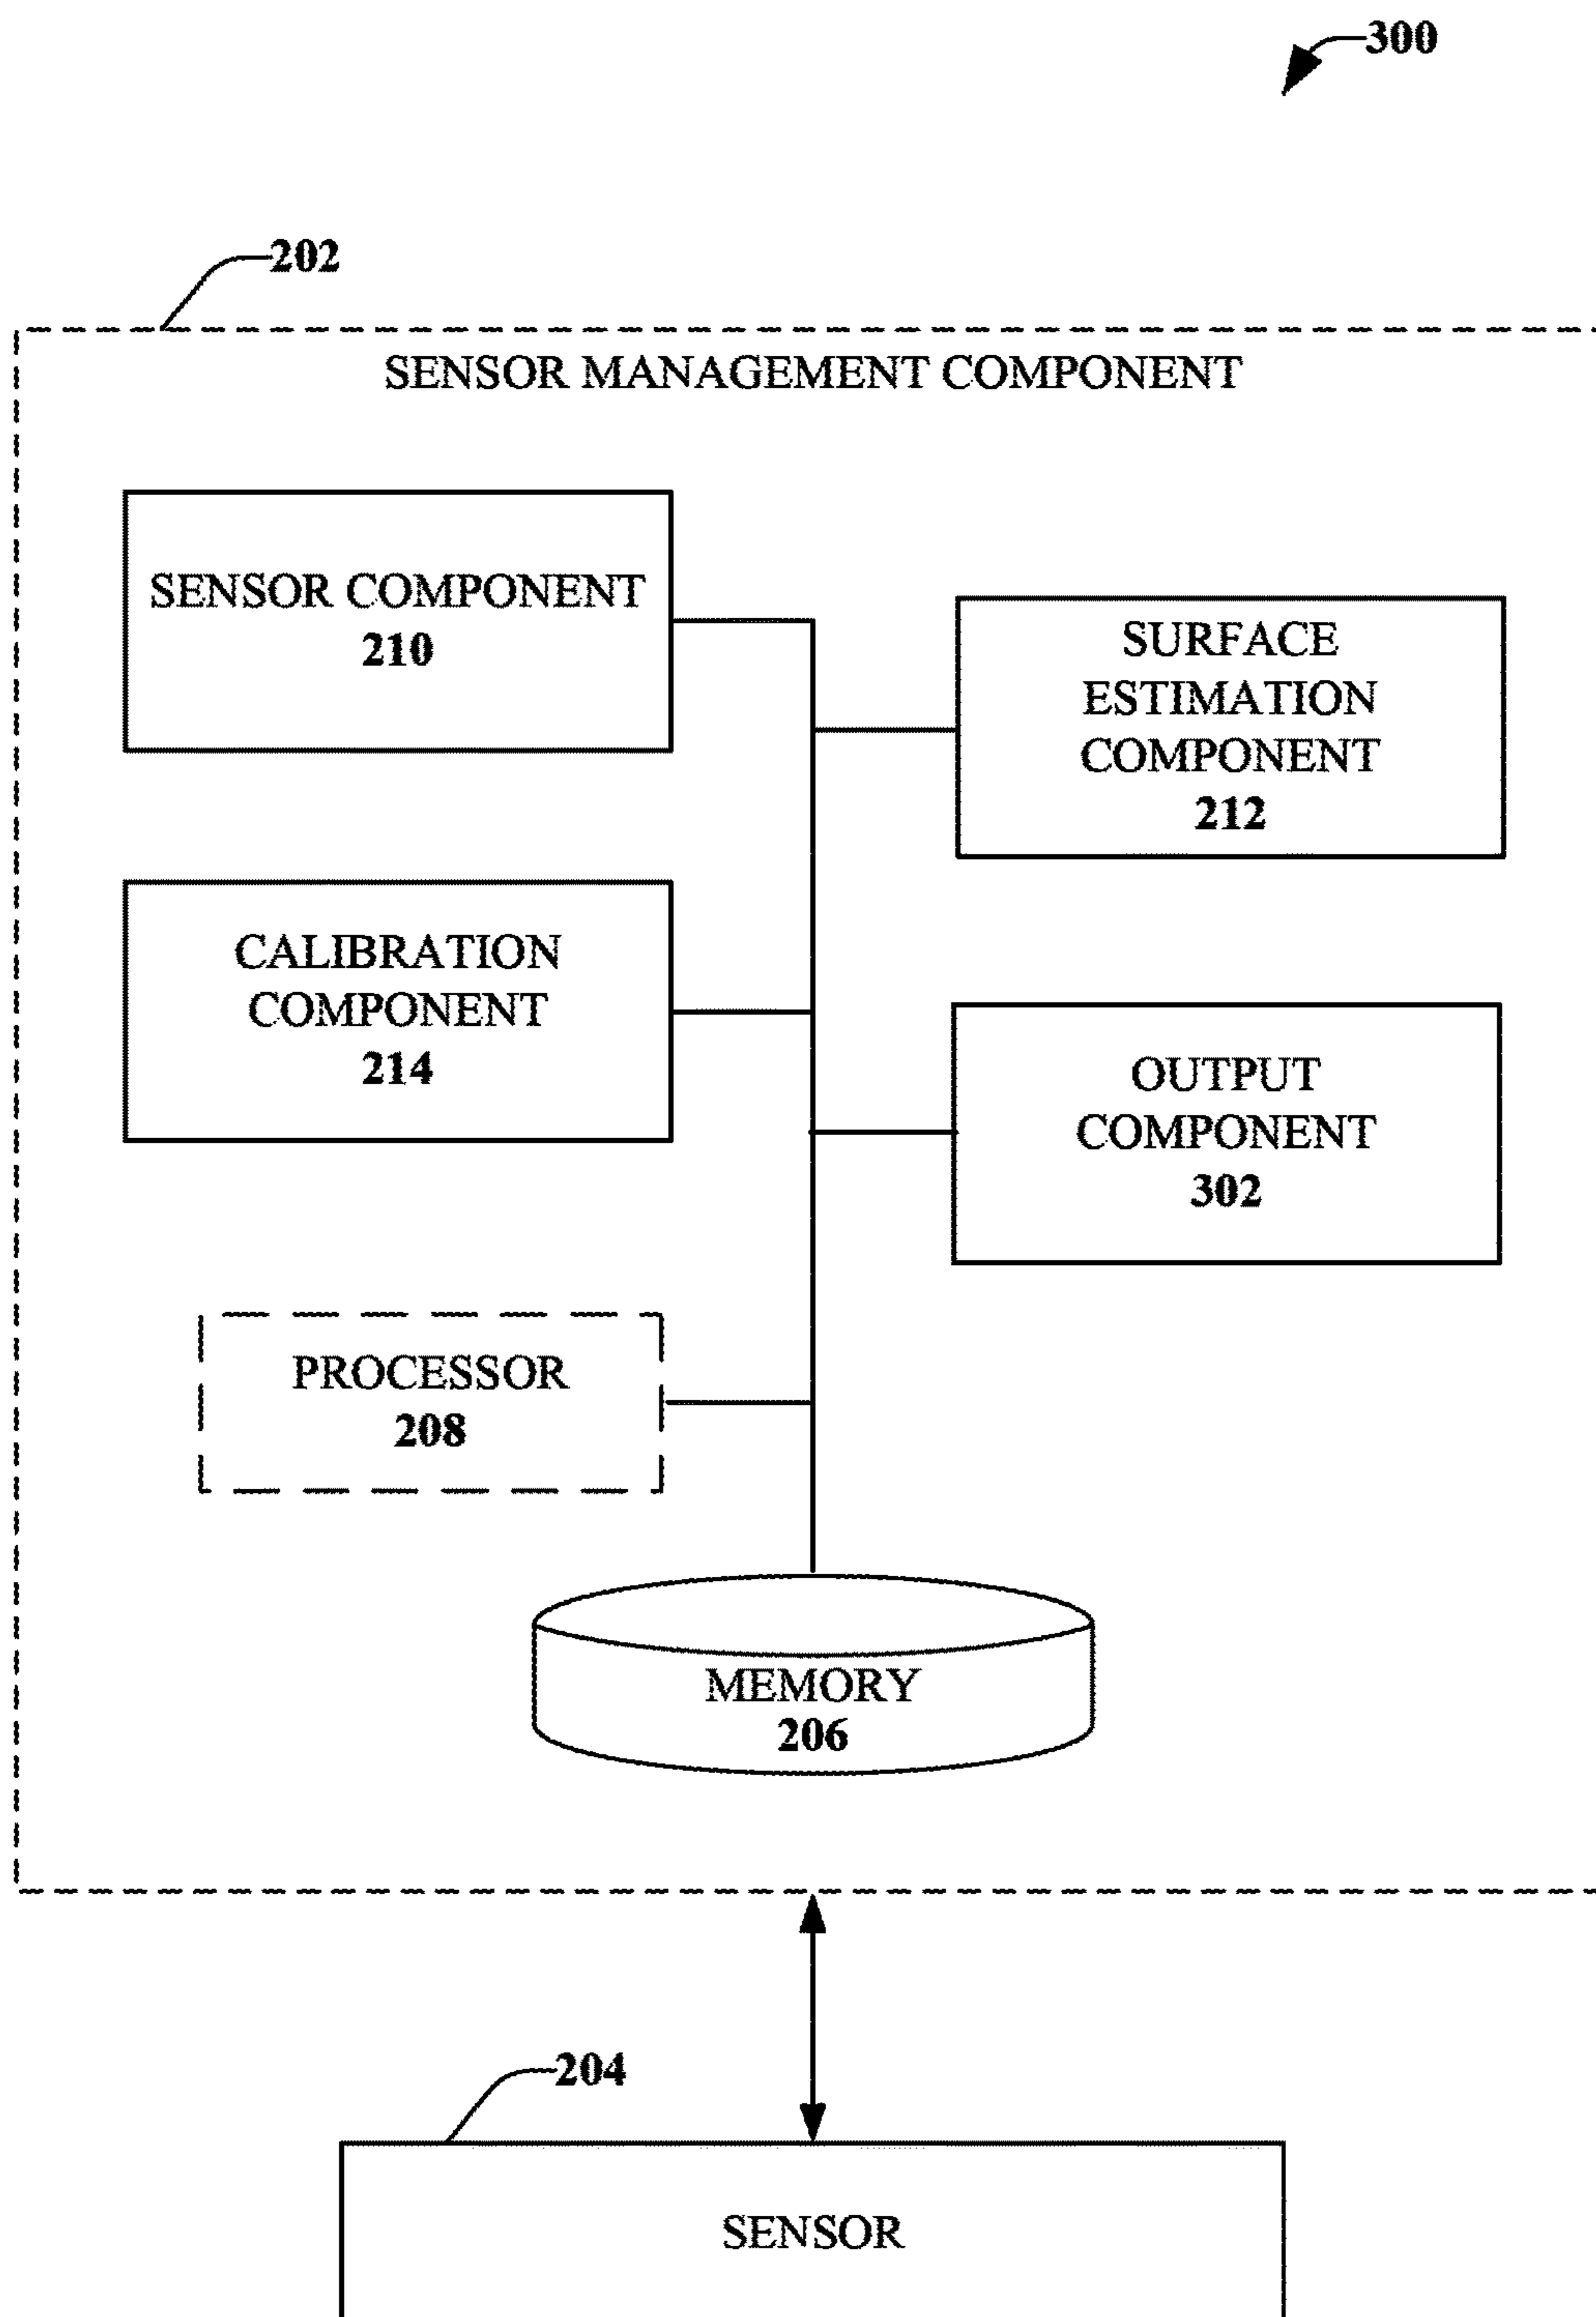 300
202
SENSOR MANAGEMENT COMPONENT
SENSOR COMPONENT
210
SURFACE
ESTIMATION
COMPONENT
212
CALIBRATION
COMPONENT
214
OUTPUT
COMPONENT
302
PROCESSOR
208
MEMORY
206
204
SENSOR